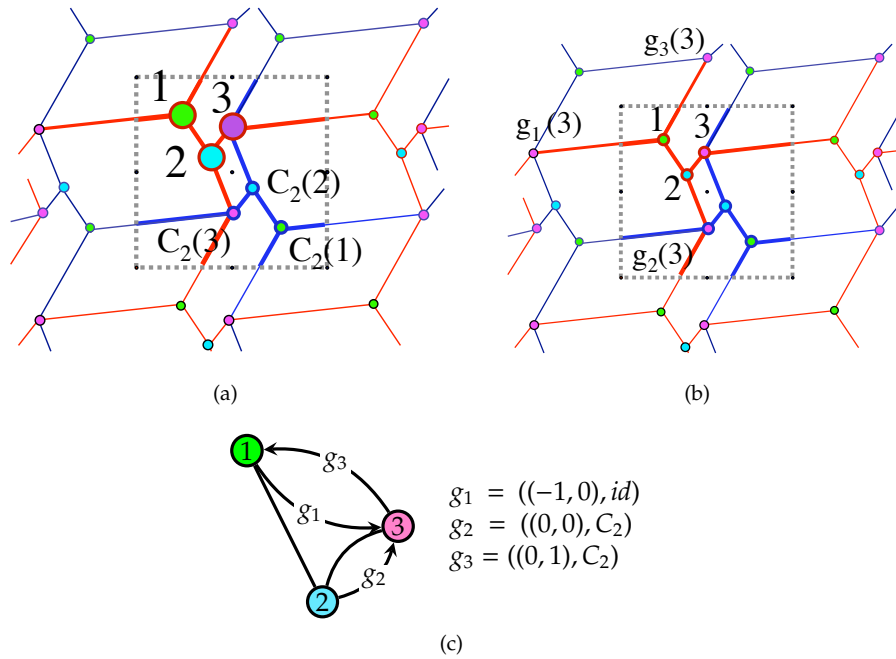 1
3
2
C₂(2)
C₂(3)
C₂(1)
(a)
g₃(3)
g₁(3)
1
3
2
g₂(3)
(b)
1
g₃
g₁
3
g₂
2
g₁ = ((−1, 0), id)
g₂ = ((0, 0), C₂)
g₃ = ((0, 1), C₂)
(c)